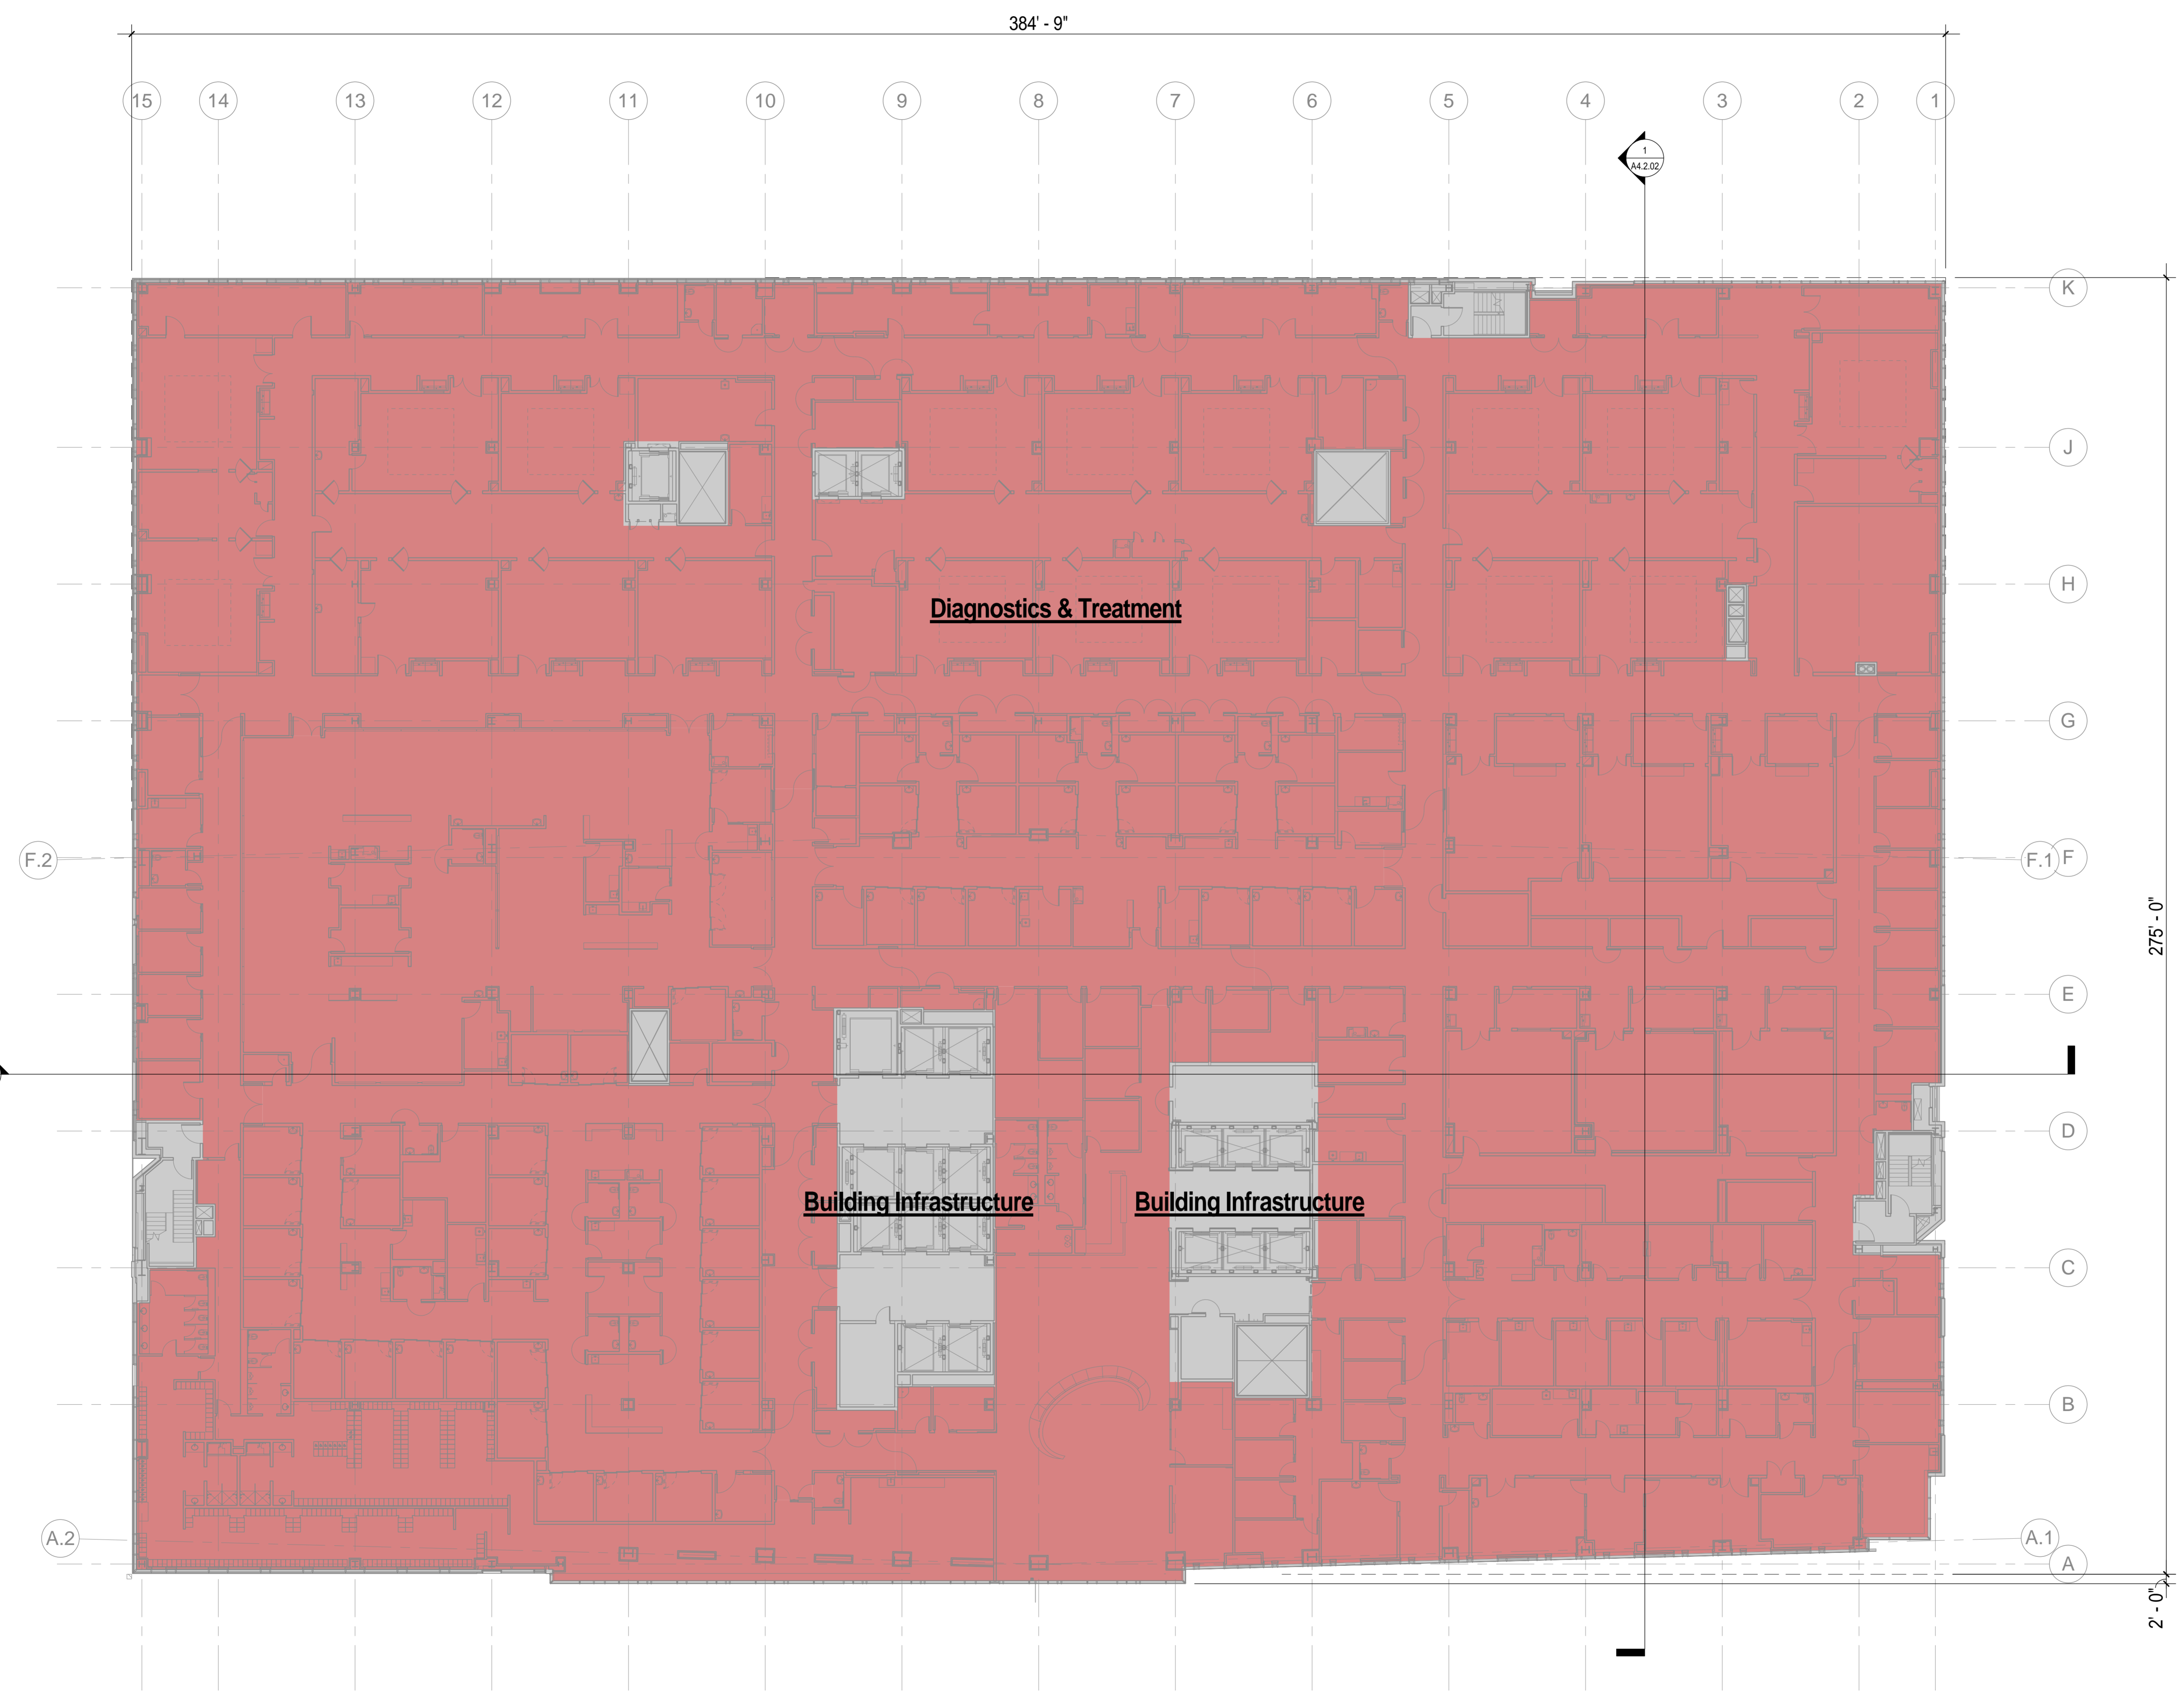 384' - 9"
15 14 13 12 11 10 9 8 7 6 5 4 3 2 1
1
A4.2.02
K
J
H
Diagnostics & Treatment
G
F.2
F.1 F
275' - 0"
E
D
Building Infrastructure Building Infrastructure
C
B
A.2
A.1
A
2' - 0"